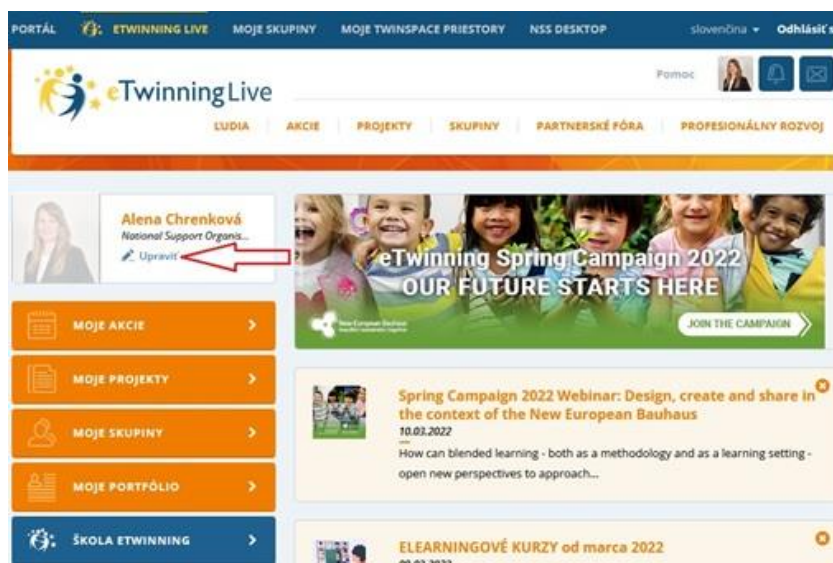 PORTÁL ETWINNING LIVE MOJE SKUPINY MOJE TWINSPACE PRIESTORY NSS DESKTOP slovenčina Odhlásiť s
eTwinning Live
Pomoc
ĽUDIA AKCIE PROJEKTY SKUPINY PARTNERSKÉ FÓRA PROFESIONÁLNY ROZVOJ
Alena Chrenková
National Support Organis...
Upraviť
MOJE AKCIE
MOJE PROJEKTY
MOJE SKUPINY
MOJE PORTFÓLIO
ŠKOLA ETWINNING
eTwinning Spring Campaign 2022
OUR FUTURE STARTS HERE
New European Bauhaus
JOIN THE CAMPAIGN
Spring Campaign 2022 Webinar: Design, create and share in
the context of the New European Bauhaus
10.03.2022
How can blended learning - both as a methodology and as a learning setting -
open new perspectives to approach...
ELEARNINGOVÉ KURZY od marca 2022